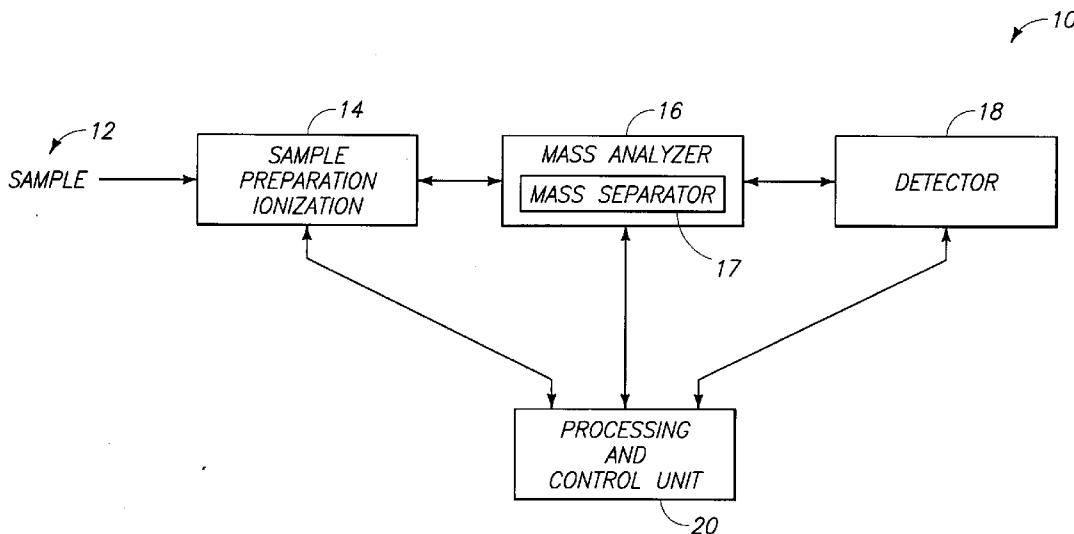 10
12
SAMPLE
14
SAMPLE
PREPARATION
IONIZATION
16
MASS ANALYZER
MASS SEPARATOR
17
18
DETECTOR
PROCESSING
AND
CONTROL UNIT
20